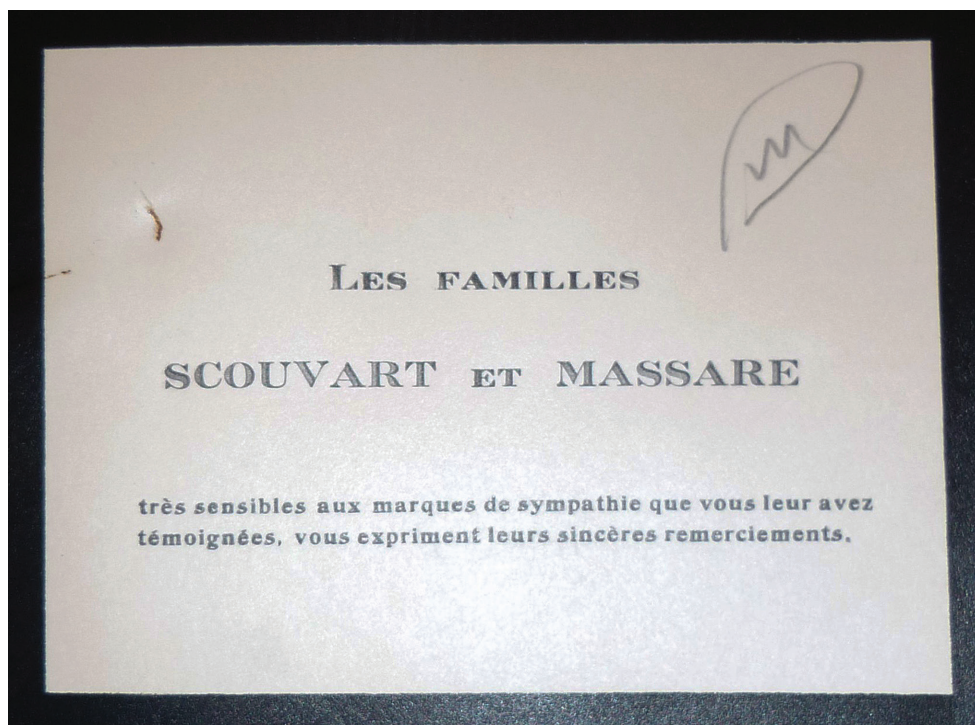 LES FAMILLES
SCOUVART ET MASSARE
très sensibles aux marques de sympathie que vous leur avez
témoignées, vous expriment leurs sincères remerciements.